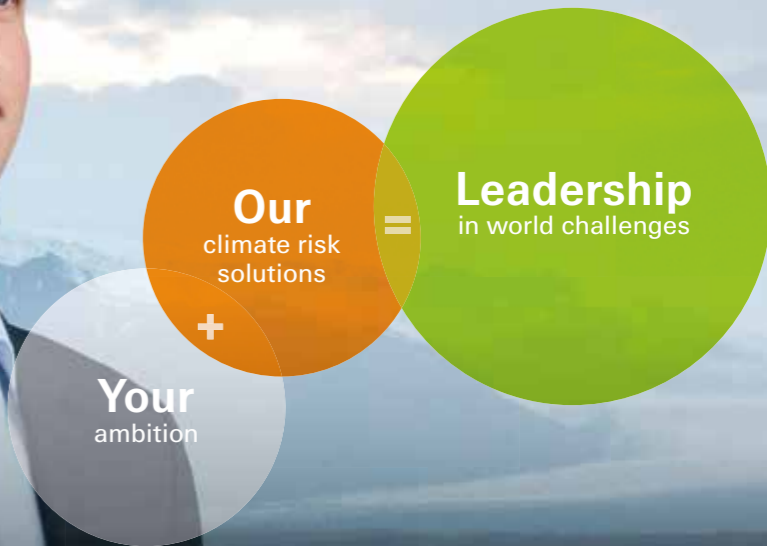 Your
ambition
+
Our
climate risk
solutions
=
Leadership
in world challenges